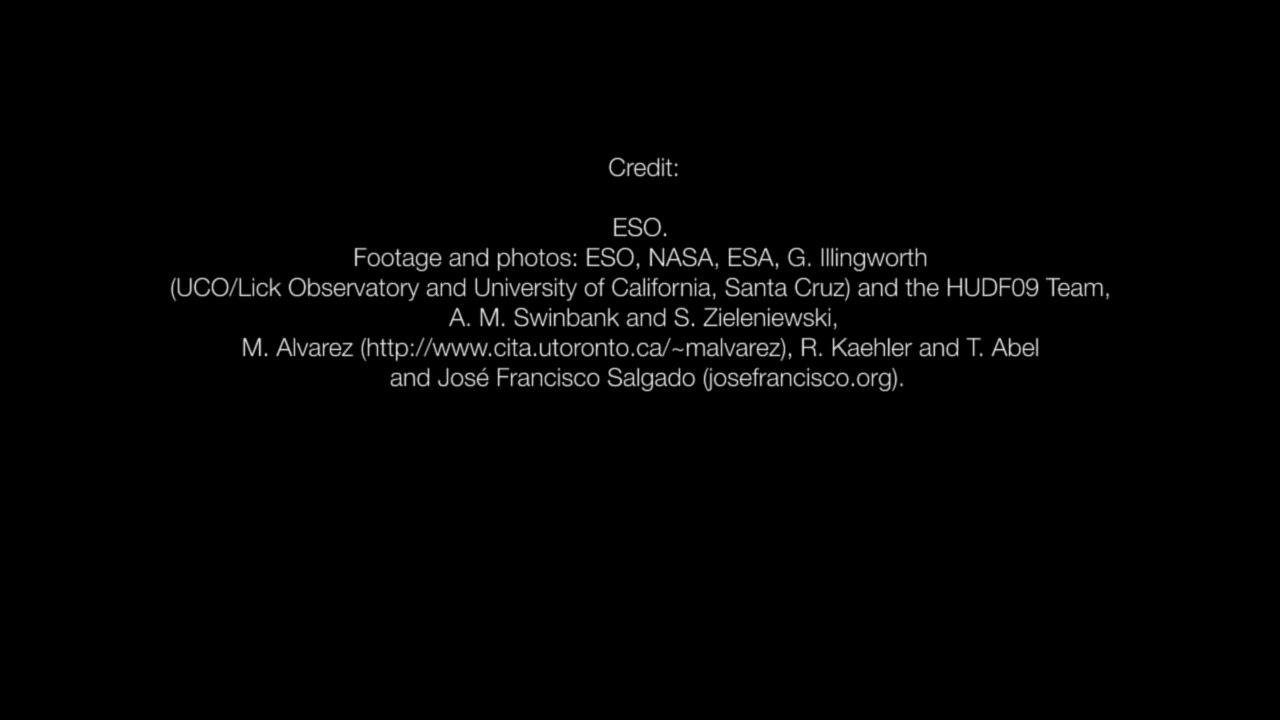 Credit:
ESO.
Footage and photos: ESO, NASA, ESA, G. Illingworth
(UCO/Lick Observatory and University of California, Santa Cruz) and the HUDF09 Team,
A. M. Swinbank and S. Zieleniewski,
M. Alvarez (http://www.cita.utoronto.ca/~malvarez), R. Kaehler and T. Abel
and José Francisco Salgado (josefrancisco.org).